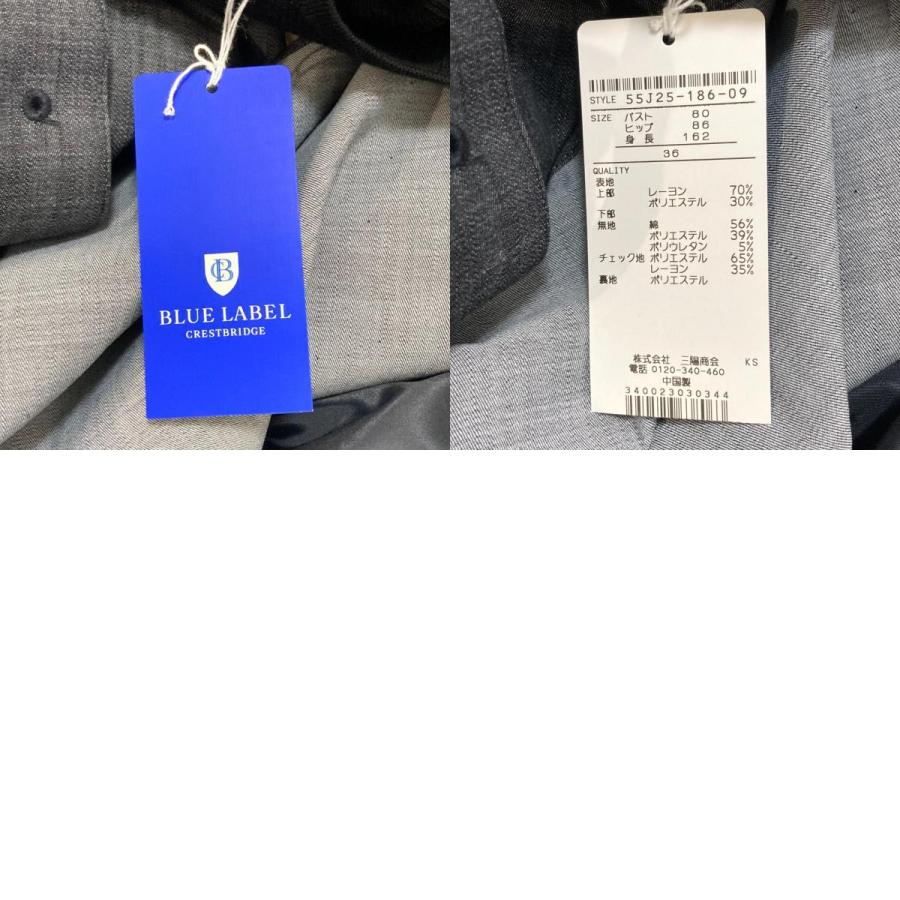 CB
BLUE LABEL
CRESTBRIDGE
STYLE 55J25-186-09
SIZE バスト 80
ヒップ 86
身長 162
36
QUALITY
表地
上部 レーヨン 70%
ポリエステル 30%
下部
無地 綿 56%
ポリエステル 39%
ポリウレタン 5%
チェック地 ポリエステル 65%
レーヨン 35%
裏地 ポリエステル
株式会社 三陽商会 KS
電話 0120-340-460
中国製
340023030344